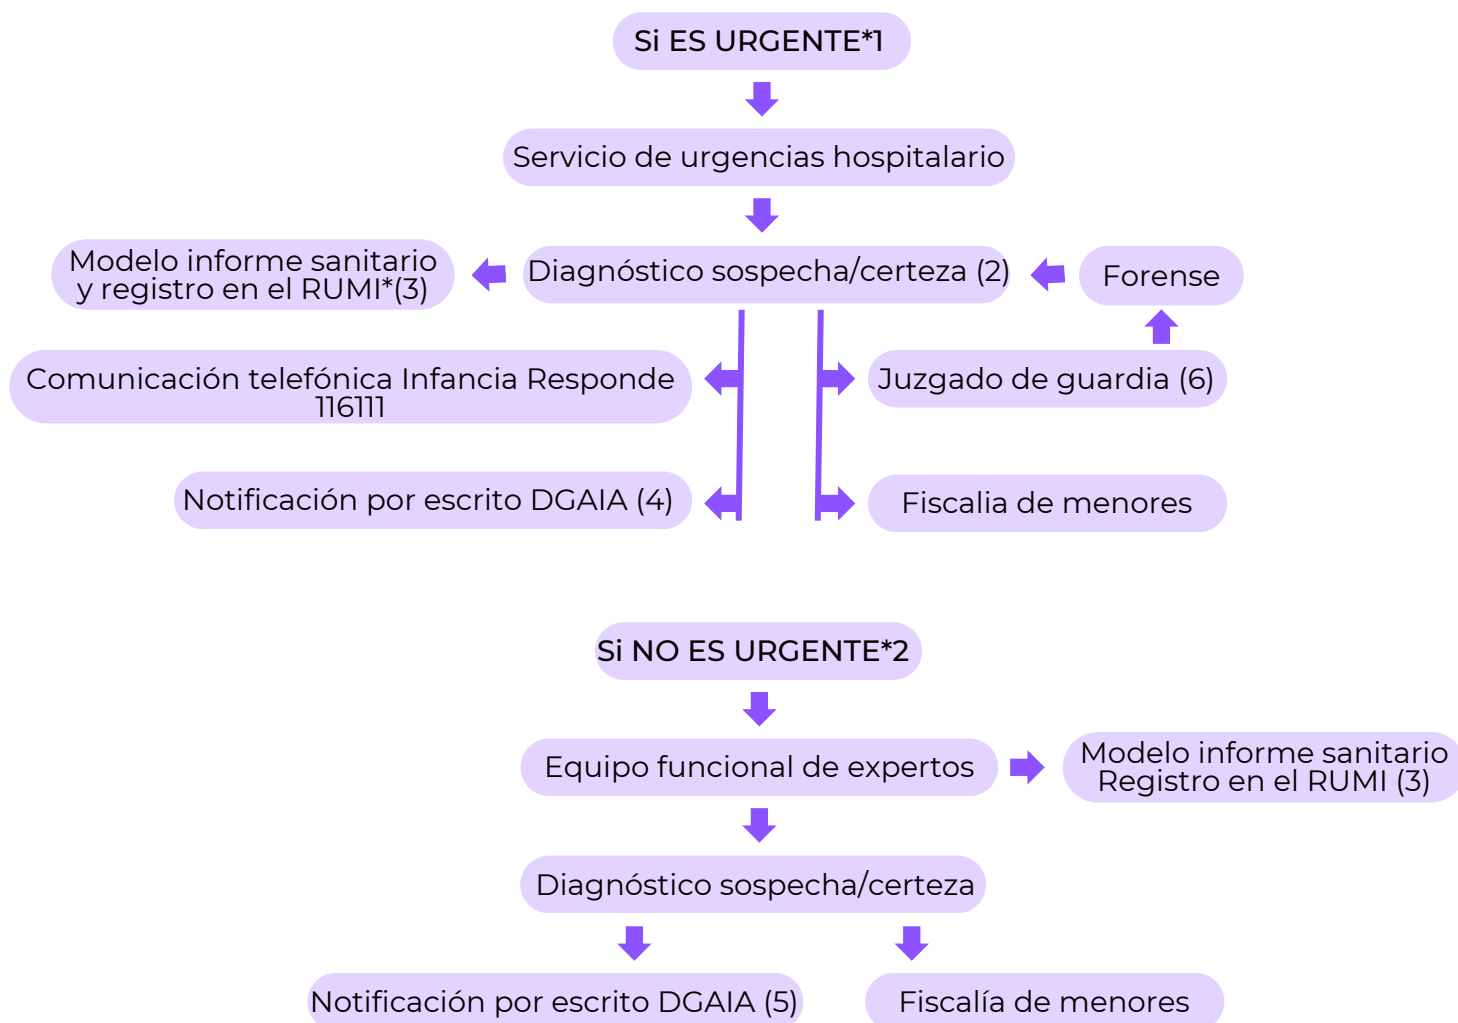 Si ES URGENTE*1
Servicio de urgencias hospitalario
Modelo informe sanitario
y registro en el RUMI*(3)
Diagnóstico sospecha/certeza (2)
Forense
Comunicación telefónica Infancia Responde
116111
Juzgado de guardia (6)
Notificación por escrito DGAIA (4)
Fiscalia de menores
Si NO ES URGENTE*2
Equipo funcional de expertos
Modelo informe sanitario
Registro en el RUMI (3)
Diagnóstico sospecha/certeza
Notificación por escrito DGAIA (5)
Fiscalía de menores